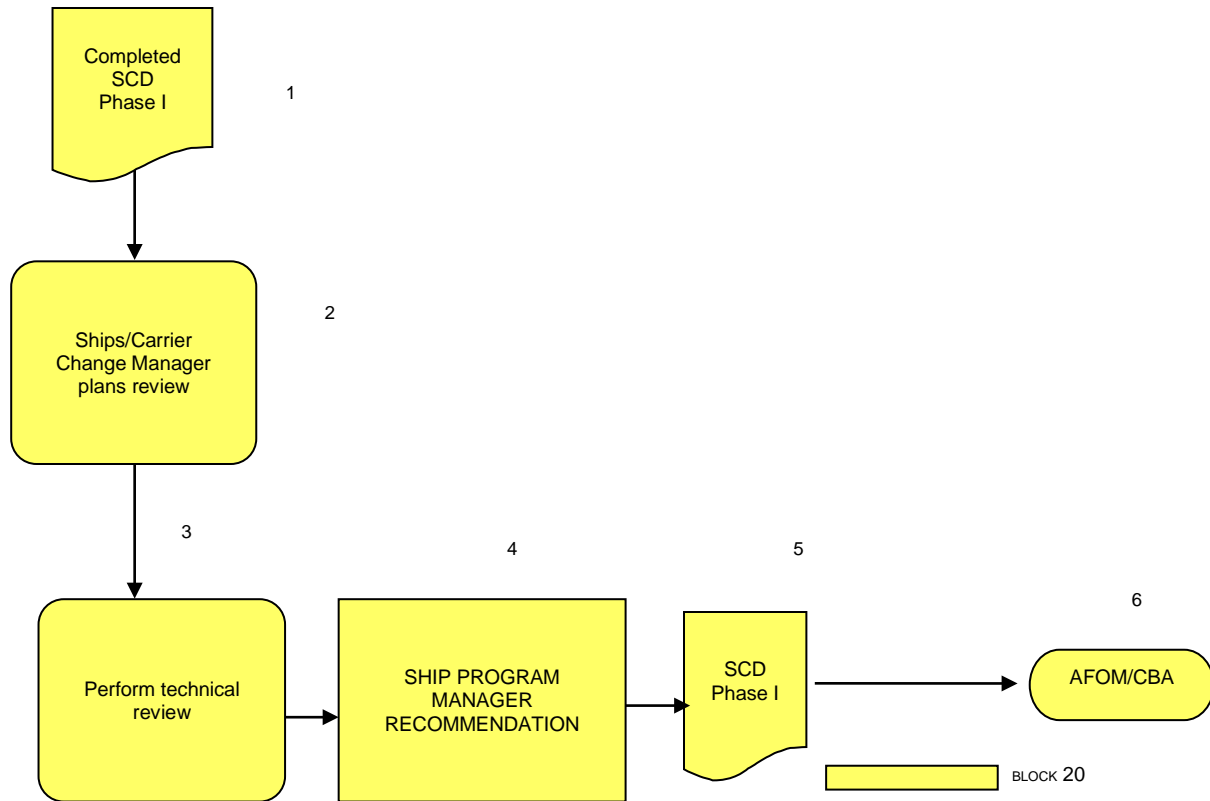 Completed
SCD
Phase I
1
Ships/Carrier
Change Manager
plans review
2
3
4
5
6
Perform technical
review
SHIP PROGRAM
MANAGER
RECOMMENDATION
SCD
Phase I
AFOM/CBA
BLOCK 20